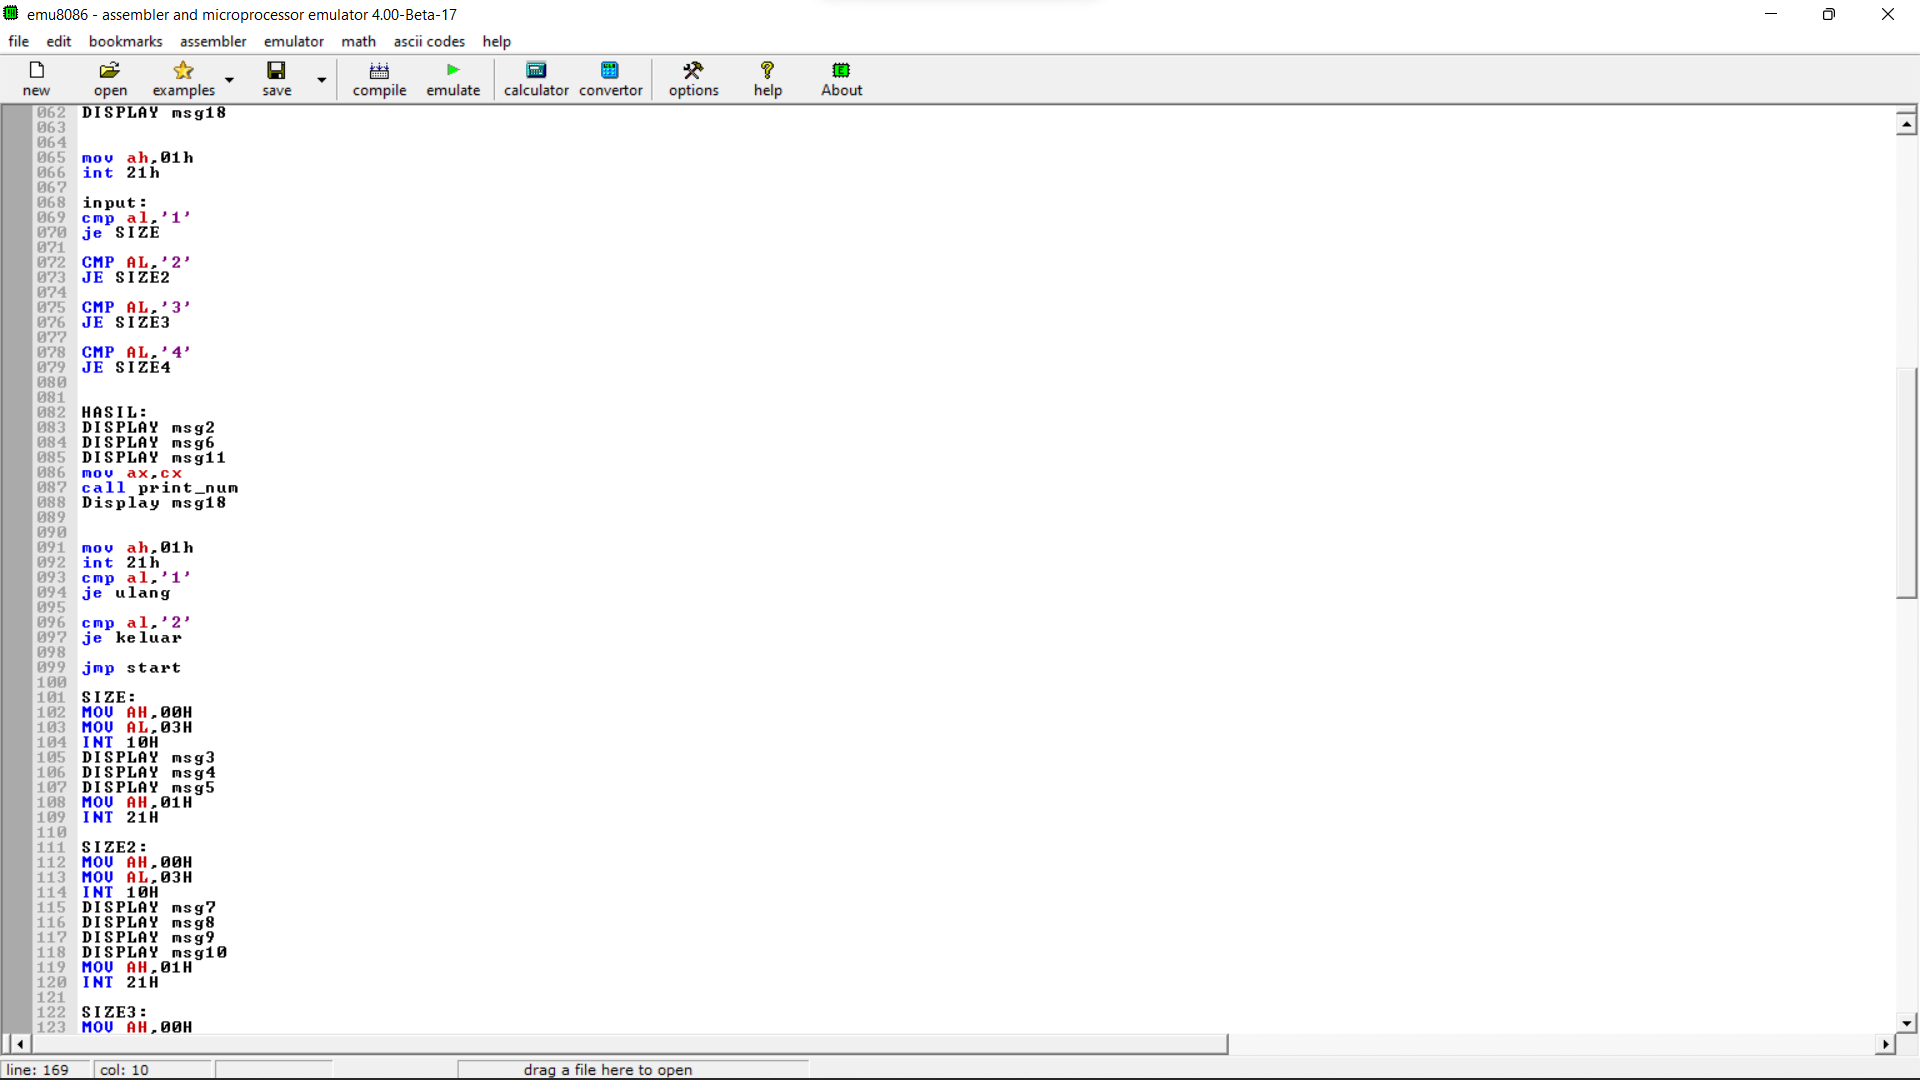 emu8086 - assembler and microprocessor emulator 4.00-Beta-17
file edit bookmarks assembler emulator math ascii codes help
new open examples save compile emulate calculator convertor options help About
062 DISPLAY msg18
063
064
065 mov ah,01h
066 int 21h
067
068 input:
069 cmp al,'1'
070 je SIZE
071
072 CMP AL,'2'
073 JE SIZE2
074
075 CMP AL,'3'
076 JE SIZE3
077
078 CMP AL,'4'
079 JE SIZE4
080
081
082 HASIL:
083 DISPLAY msg2
084 DISPLAY msg6
085 DISPLAY msg11
086 mov ax,cx
087 call print_num
088 Display msg18
089
090
091 mov ah,01h
092 int 21h
093 cmp al,'1'
094 je ulang
095
096 cmp al,'2'
097 je keluar
098
099 jmp start
100
101 SIZE:
102 MOV AH,00H
103 MOV AL,03H
104 INT 10H
105 DISPLAY msg3
106 DISPLAY msg4
107 DISPLAY msg5
108 MOV AH,01H
109 INT 21H
110
111 SIZE2:
112 MOV AH,00H
113 MOV AL,03H
114 INT 10H
115 DISPLAY msg7
116 DISPLAY msg8
117 DISPLAY msg9
118 DISPLAY msg10
119 MOV AH,01H
120 INT 21H
121
122 SIZE3:
123 MOV AH,00H
line: 169 col: 10 drag a file here to open